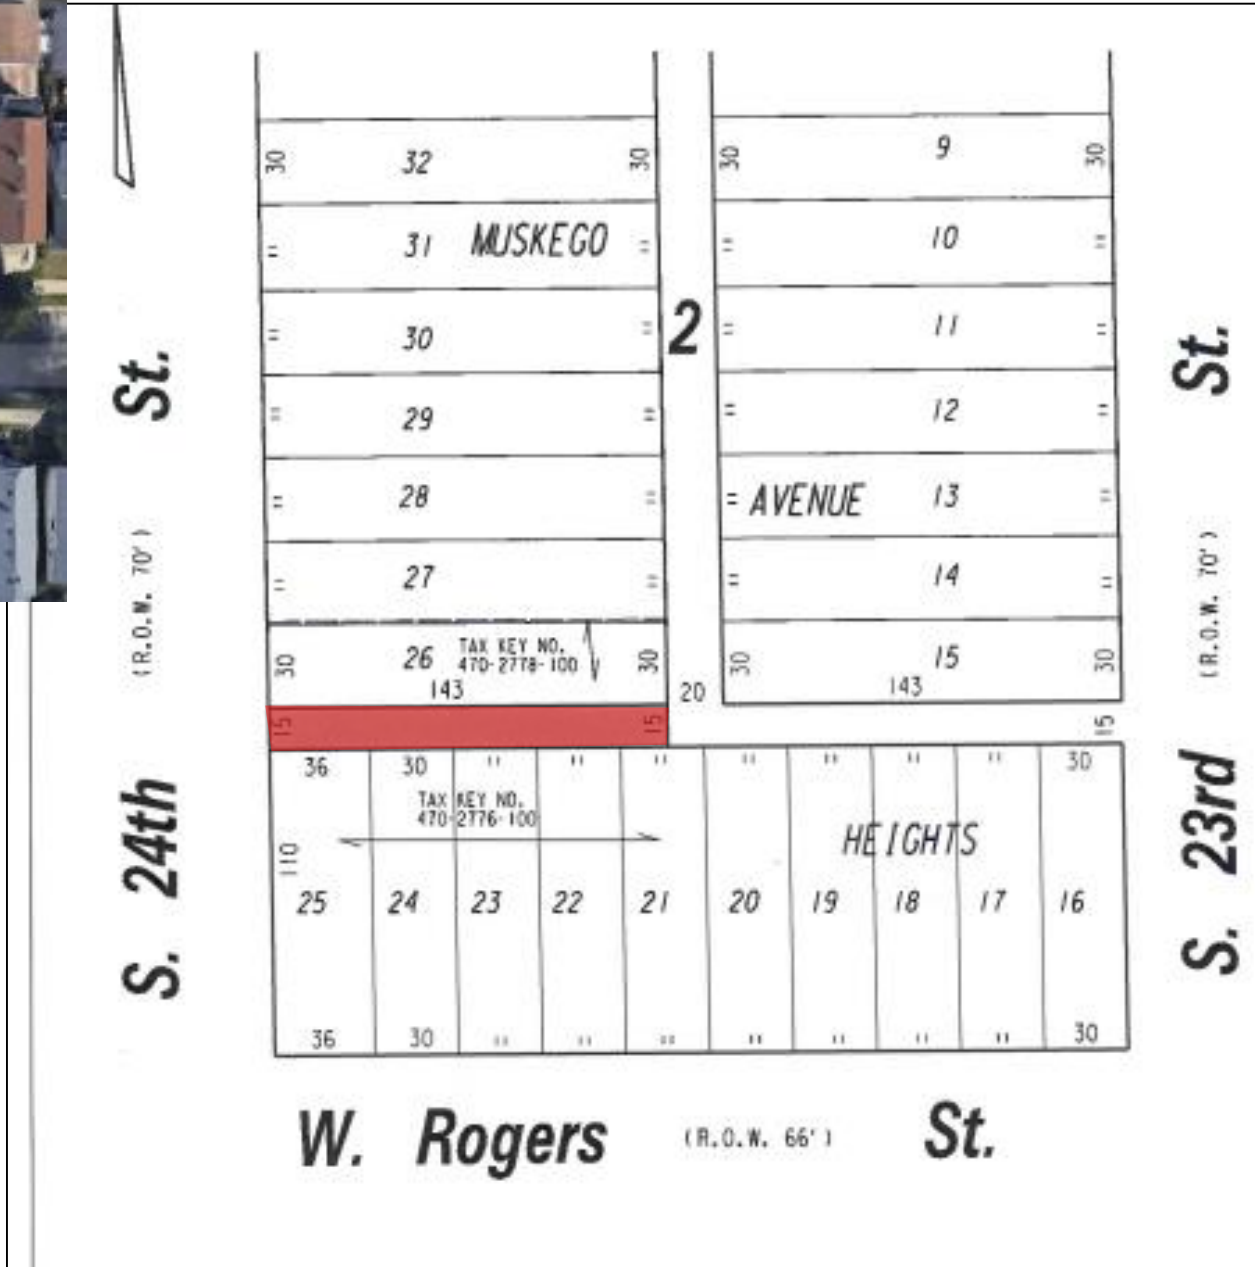 30 32 30
30 9 30
" 31 MUSKEGO "
" 10 "
" 30 "
2
" 11 "
St.
St.
" 29 "
" 12 "
" 28 "
" AVENUE 13 "
(R.O.W. 70')
(R.O.W. 70')
" 27 "
" 14 "
30 26 TAX KEY NO. 30
470-2778-100
143
20
30 15 30
143
15 15
15
36 30 " " " " " " " 30
TAX KEY NO.
470-2776-100
HEIGHTS
110
S. 24th
S. 23rd
25 24 23 22 21 20 19 18 17 16
36 30 " " " " " " " 30
W. Rogers (R.O.W. 66') St.